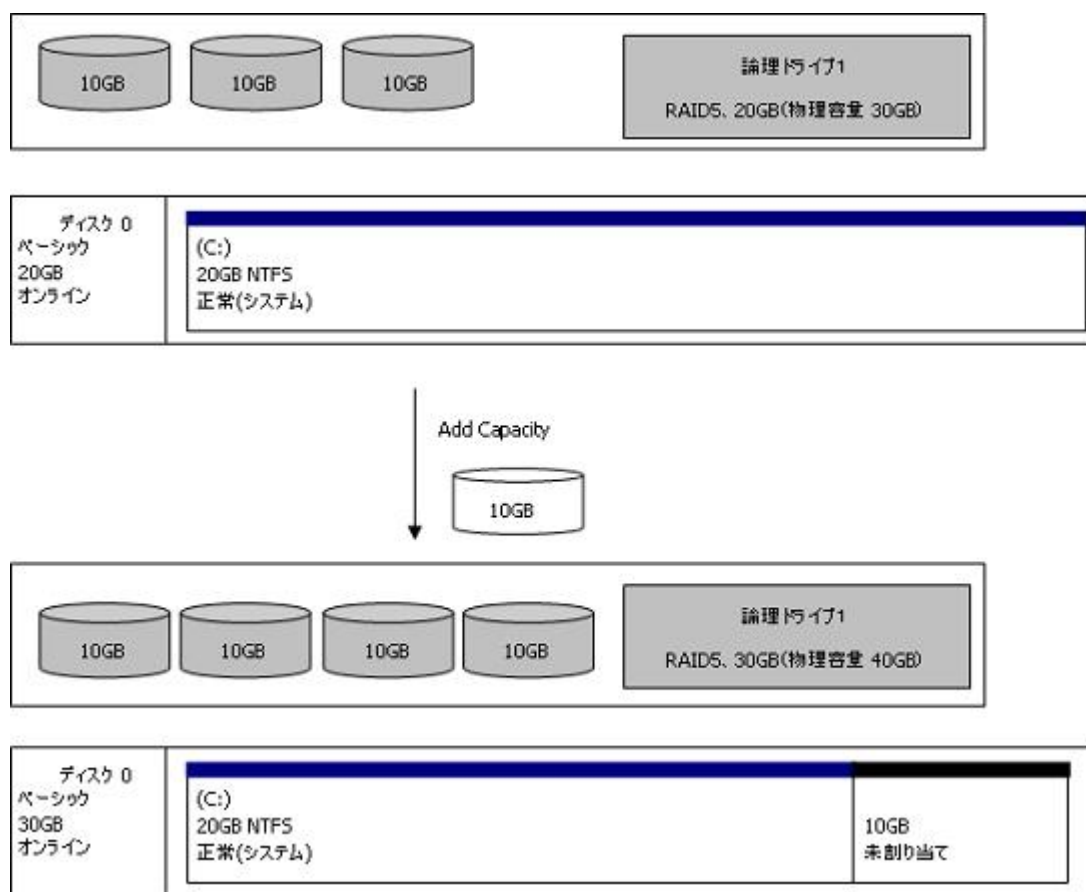 10GB
10GB
10GB
論理ドライブ1
RAID5、20GB(物理容量 30GB)
ディスク 0
ベーシック
20GB
オンライン
(C:)
20GB NTFS
正常(システム)
Add Capacity
10GB
10GB
10GB
10GB
10GB
論理ドライブ1
RAID5、30GB(物理容量 40GB)
ディスク 0
ベーシック
30GB
オンライン
(C:)
20GB NTFS
正常(システム)
10GB
未割り当て